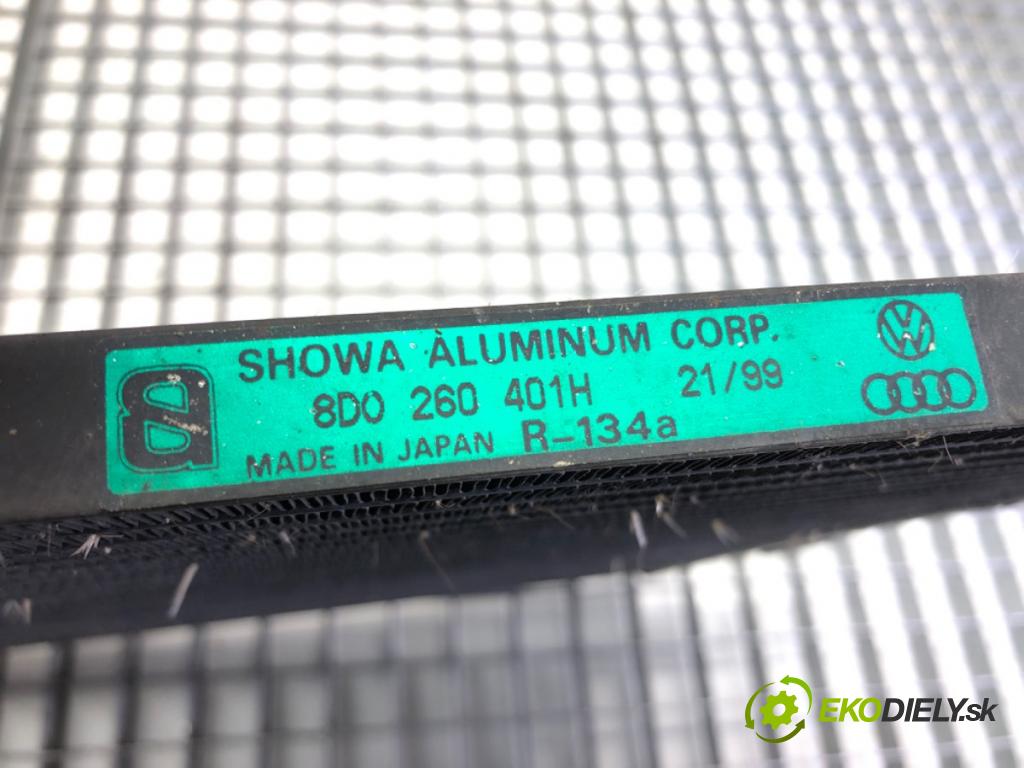 SHOWA ALUMINUM CORP.
8D0 260 401H 21/99
MADE IN JAPAN R-134a
EKODIELY.sk